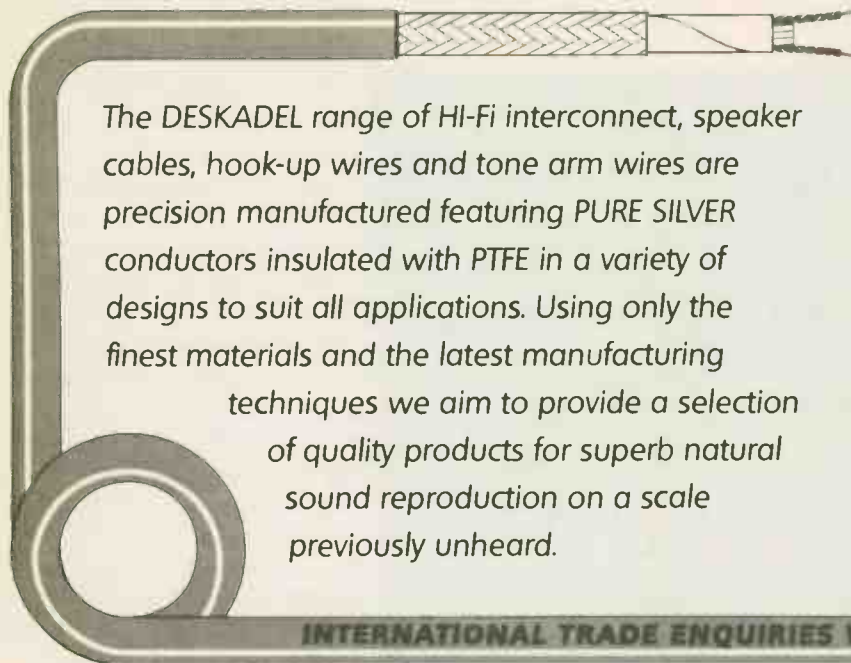 The DESKADEL range of HI-Fi interconnect, speaker
cables, hook-up wires and tone arm wires are
precision manufactured featuring PURE SILVER
conductors insulated with PTFE in a variety of
designs to suit all applications. Using only the
finest materials and the latest manufacturing
techniques we aim to provide a selection
of quality products for superb natural
sound reproduction on a scale
previously unheard.
INTERNATIONAL TRADE ENQUIRIES